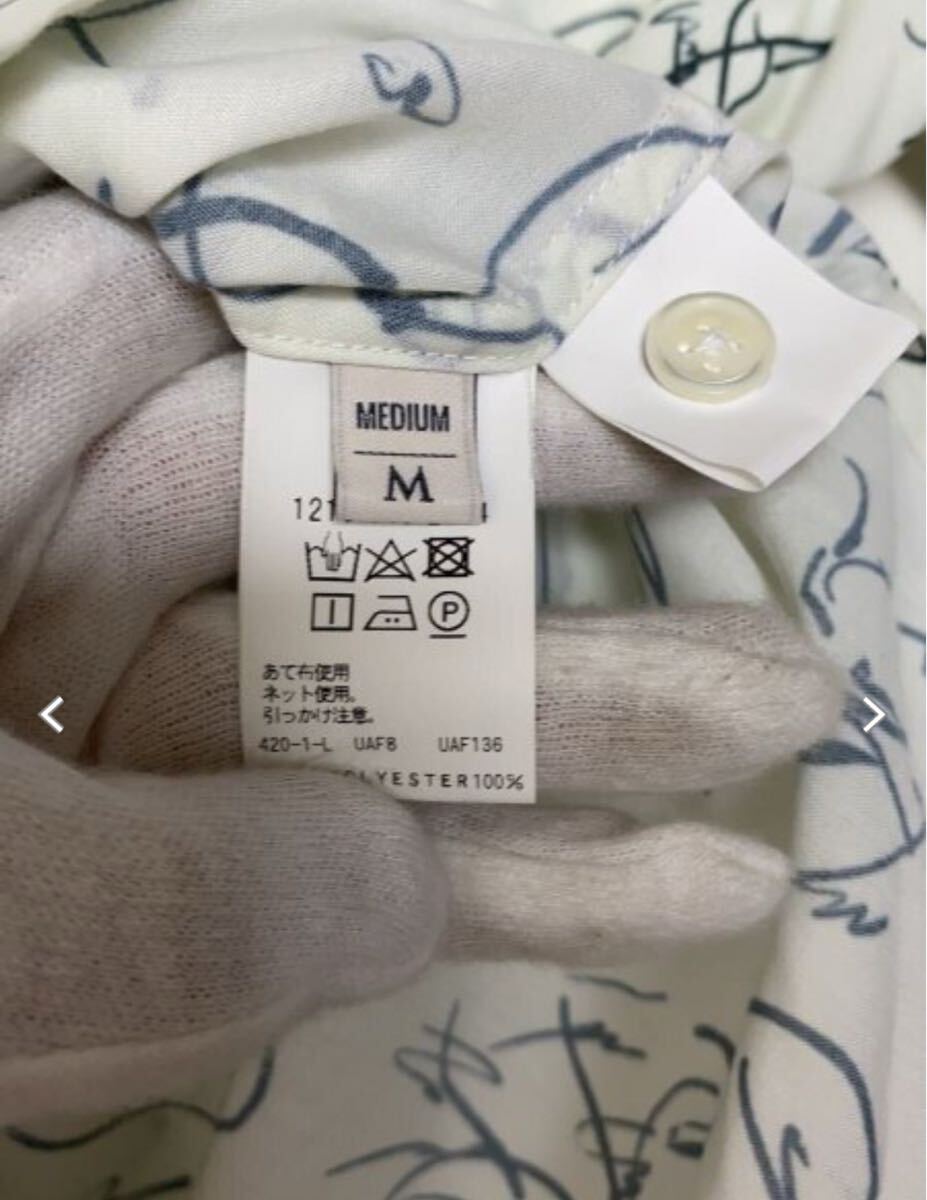 MEDIUM
M
121
4
P
あて布使用
ネット使用。
引っかけ注意。
420-1-L UAF8 UAF136
LYESTER100%